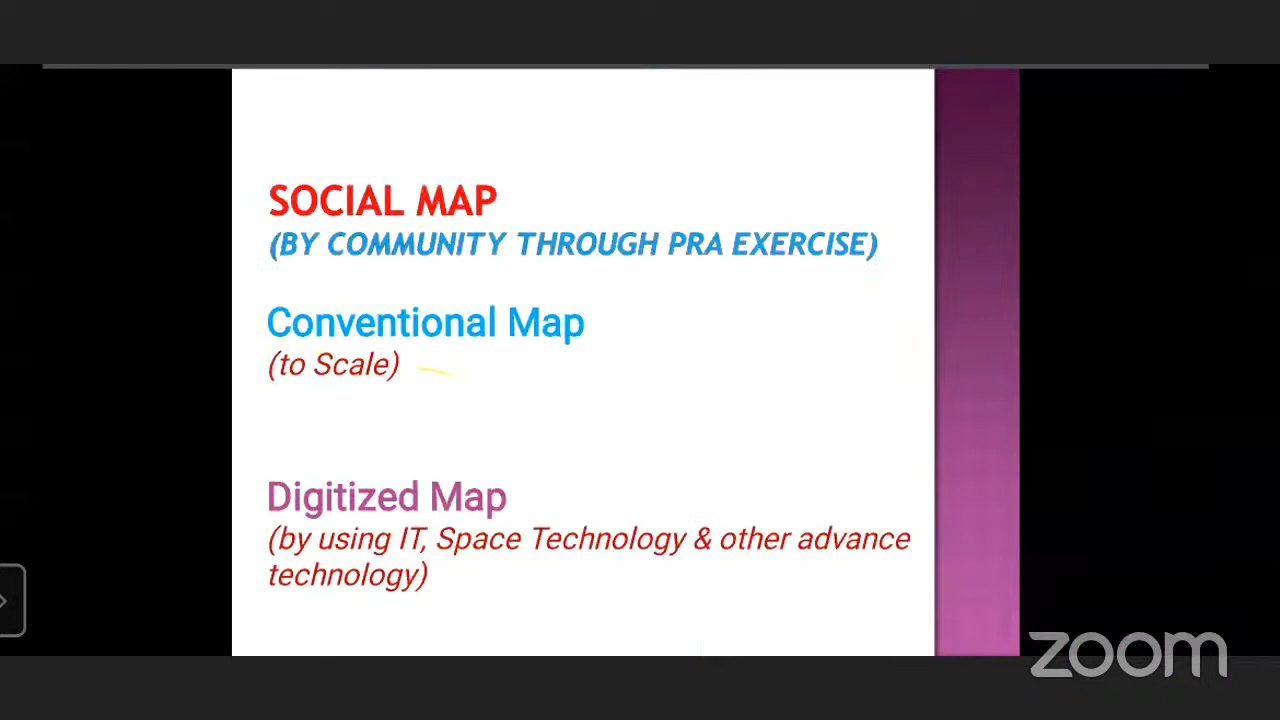 SOCIAL MAP
(BY COMMUNITY THROUGH PRA EXERCISE)
Conventional Map
(to Scale)
Digitized Map
(by using IT, Space Technology & other advance
technology)
zoom